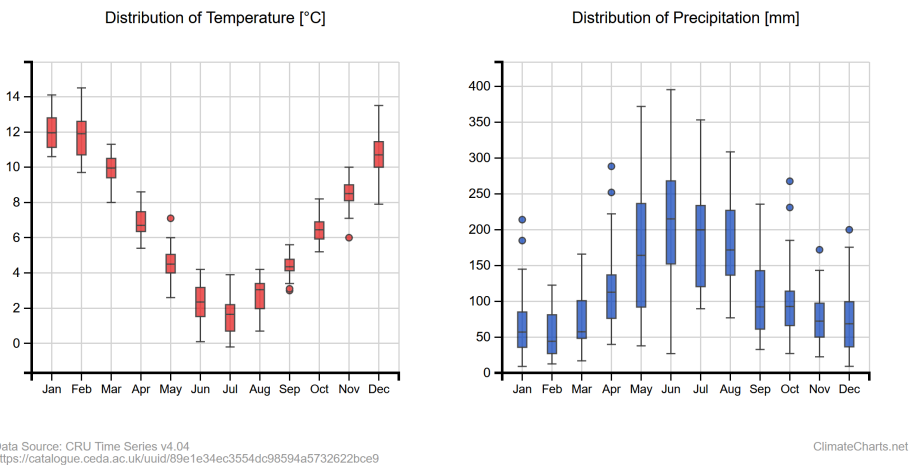 Distribution of Temperature [°C]
14
12
10
8
6
4
2
0
Jan Feb Mar Apr May Jun Jul Aug Sep Oct Nov Dec
Distribution of Precipitation [mm]
400
350
300
250
200
150
100
50
0
Jan Feb Mar Apr May Jun Jul Aug Sep Oct Nov Dec
ata Source: CRU Time Series v4.04
ttps://catalogue.ceda.ac.uk/uuid/89e1e34ec3554dc98594a5732622bce9
ClimateCharts.net